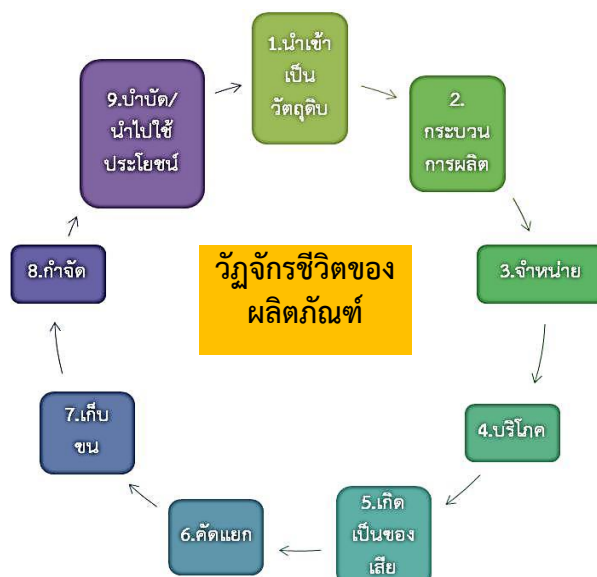 1.นำเข้า
เป็น
วัตถุดิบ
2.
กระบวน
การผลิต
3.จำหน่าย
4.บริโภค
5.เกิด
เป็นของ
เสีย
6.คัดแยก
7.เก็บ
ขน
8.กำจัด
9.บำบัด/
นำไปใช้
ประโยชน์
วัฏจักรชีวิตของ
ผลิตภัณฑ์